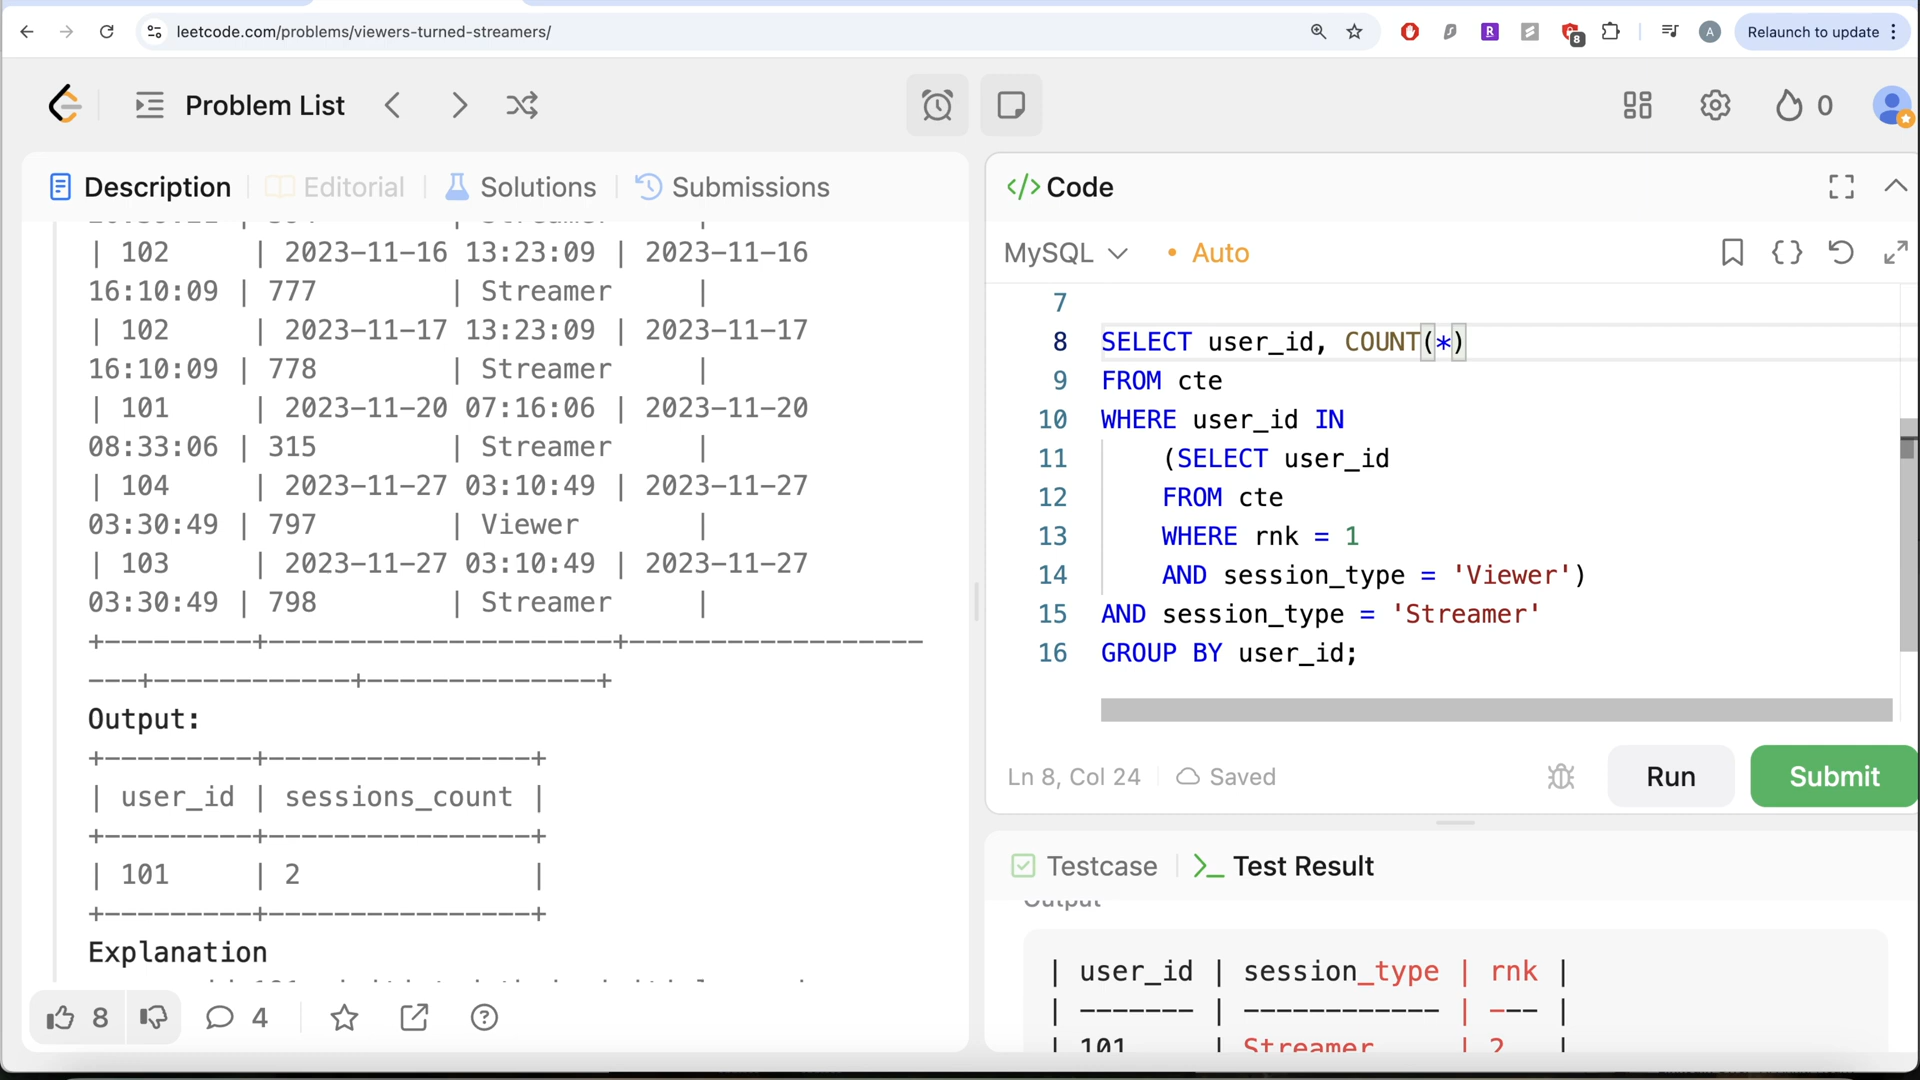 leetcode.com/problems/viewers-turned-streamers/
8
A
Relaunch to update
Problem List
0
Description
Editorial
Solutions
Submissions
| 102 | 2023-11-16 13:23:09 | 2023-11-16
16:10:09 | 777 | Streamer |
| 102 | 2023-11-17 13:23:09 | 2023-11-17
16:10:09 | 778 | Streamer |
| 101 | 2023-11-20 07:16:06 | 2023-11-20
08:33:06 | 315 | Streamer |
| 104 | 2023-11-27 03:10:49 | 2023-11-27
03:30:49 | 797 | Viewer |
| 103 | 2023-11-27 03:10:49 | 2023-11-27
03:30:49 | 798 | Streamer |
+---------+---------------------+------------------
---+------------+--------------+
Output:
+---------+----------------+
| user_id | sessions_count |
+---------+----------------+
| 101 | 2 |
+---------+----------------+
Explanation
8
4
</> Code
MySQL
• Auto
7
8 SELECT user_id, COUNT(*)
9 FROM cte
10 WHERE user_id IN
11 (SELECT user_id
12 FROM cte
13 WHERE rnk = 1
14 AND session_type = 'Viewer')
15 AND session_type = 'Streamer'
16 GROUP BY user_id;
Ln 8, Col 24
Saved
Run
Submit
Testcase
>_ Test Result
Output
| user_id | session_type | rnk |
| ------- | ------------ | --- |
| 101 | Streamer | 2 |